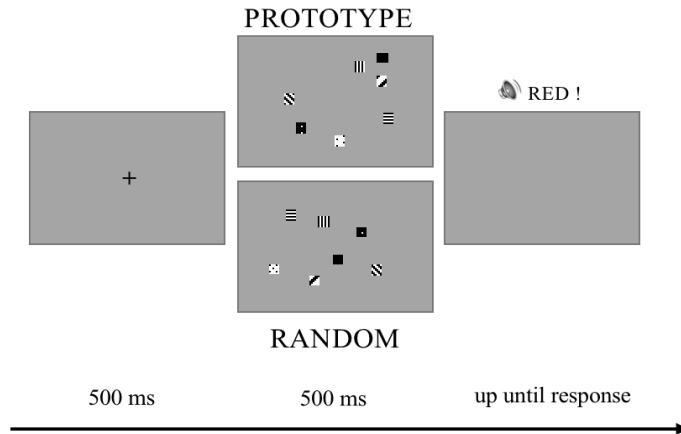 PROTOTYPE
RED !
+
RANDOM
500 ms
500 ms
up until response